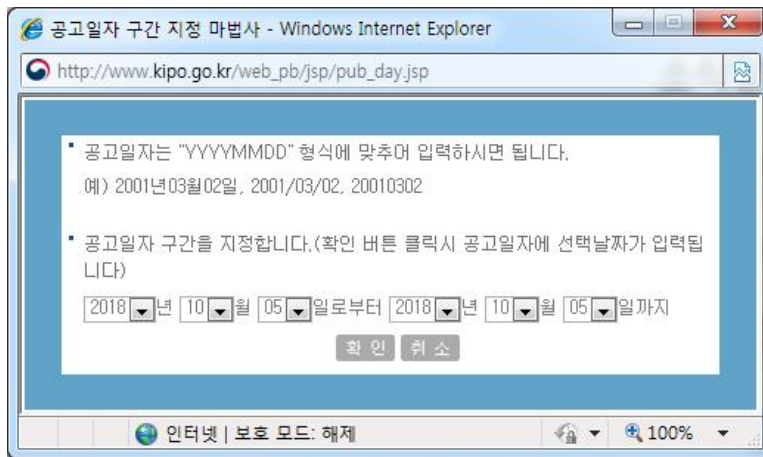 공고일자 구간 지정 마법사 - Windows Internet Explorer
http://www.kipo.go.kr/web_pb/jsp/pub_day.jsp
공고일자는 "YYYYMMDD" 형식에 맞추어 입력하시면 됩니다.
예) 2001년03월02일, 2001/03/02, 20010302
공고일자 구간을 지정합니다.(확인 버튼 클릭시 공고일자에 선택날짜가 입력됩
니다)
2018 년 10 월 05 일로부터 2018 년 10 월 05 일까지
확 인 취 소
인터넷 | 보호 모드: 해제 100%